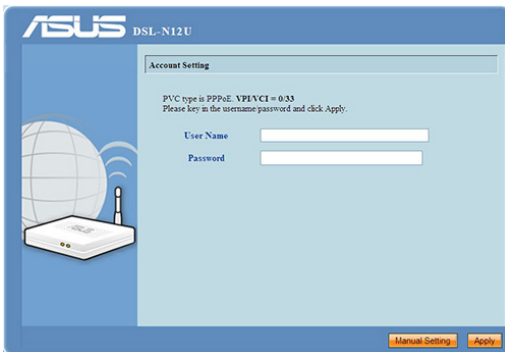 ASUS DSL-N12U
Account Setting
PVC type is PPPoE. VPI/VCI = 0/33
Please key in the username/password and click Apply.
User Name
Password
ASUS
Manual Setting Apply